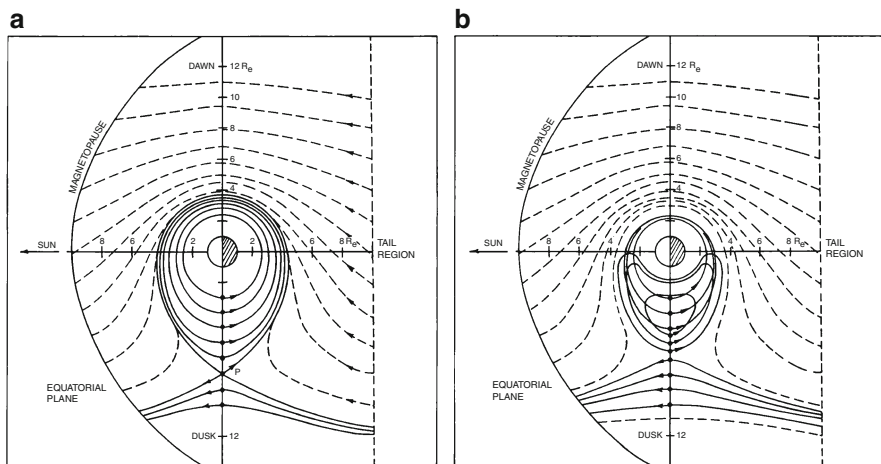 a
DAWN 12 Re
10
8
6
4
MAGNETOPAUSE
SUN
8 6 2 2 6 8 Re
TAIL
REGION
P
EQUATORIAL
PLANE
DUSK 12
b
DAWN 12 Re
10
8
6
4
MAGNETOPAUSE
SUN
8 6 4 4 6 8 Re
TAIL
REGION
EQUATORIAL
PLANE
DUSK 12